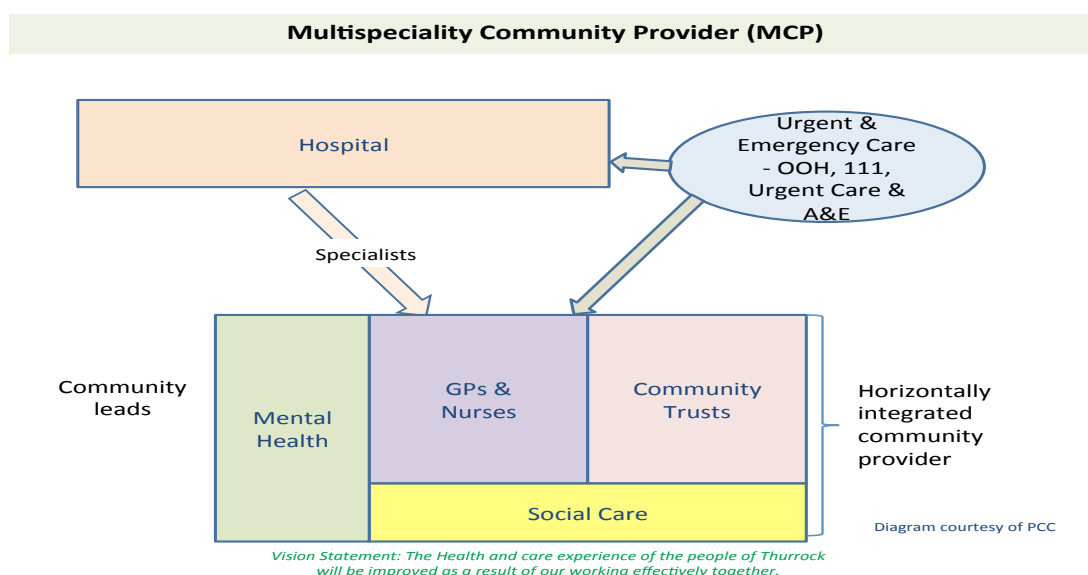 Multispeciality Community Provider (MCP)
Hospital
Urgent &
Emergency Care
- OOH, 111,
Urgent Care &
A&E
Specialists
Community
leads
Mental
Health
GPs &
Nurses
Community
Trusts
Social Care
Horizontally
integrated
community
provider
Diagram courtesy of PCC
Vision Statement: The Health and care experience of the people of Thurrock
will be improved as a result of our working effectively together.